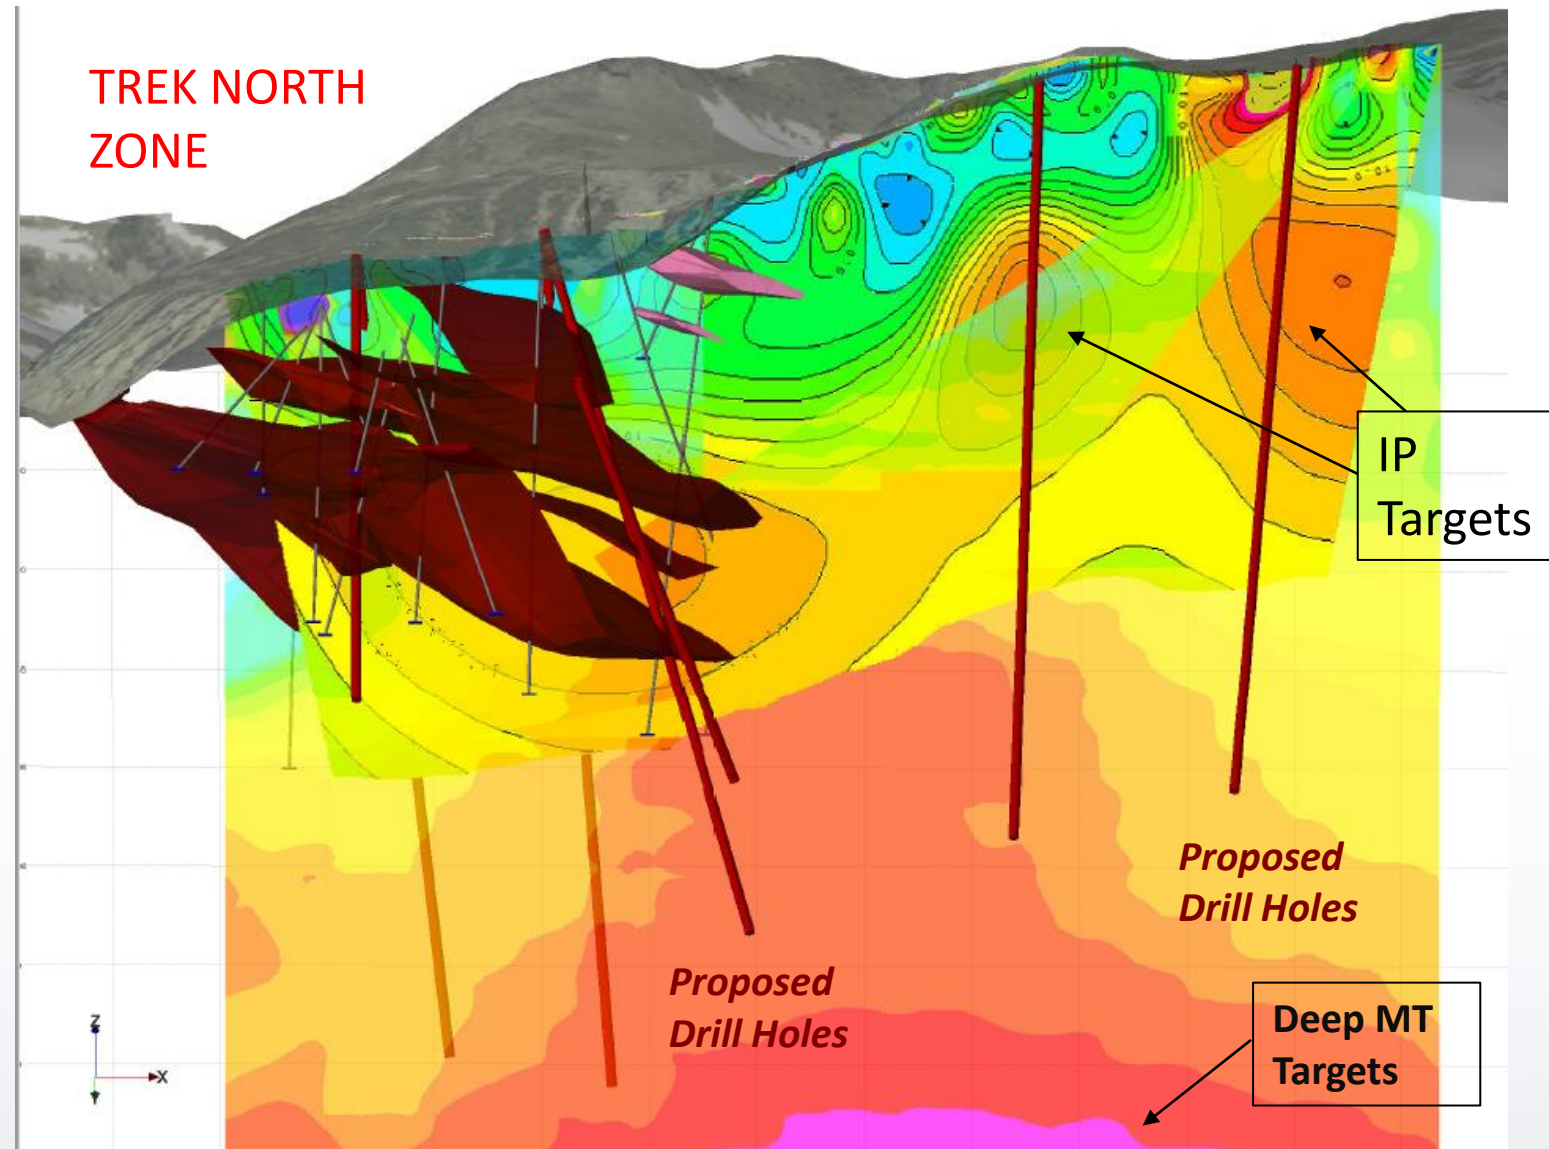 TREK NORTH
ZONE
IP
Targets
Proposed
Drill Holes
Proposed
Drill Holes
Deep MT
Targets
Z
X
Y